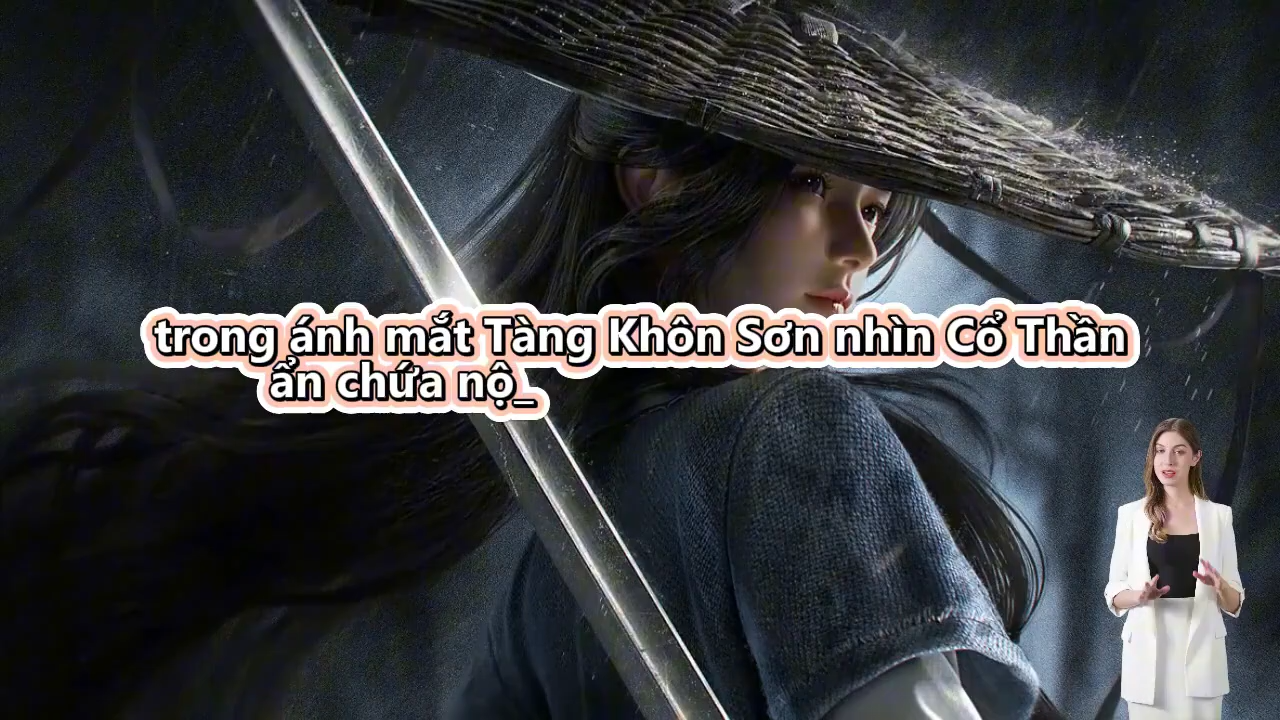 trong ánh mắt Tàng Khôn Sơn nhìn Cổ Thần
ẩn chứa nộ_